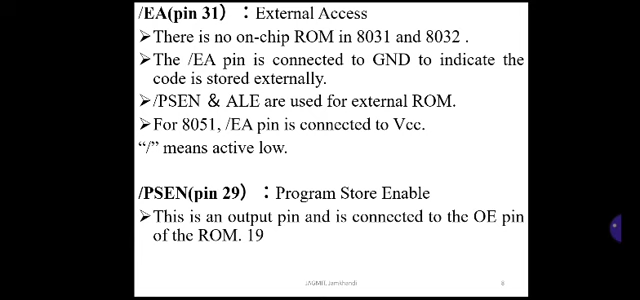 /EA(pin 31) : External Access
➤There is no on-chip ROM in 8031 and 8032 .
➤The /EA pin is connected to GND to indicate the
code is stored externally.
➤/PSEN & ALE are used for external ROM.
➤For 8051, /EA pin is connected to Vcc.
“/” means active low.
/PSEN(pin 29) : Program Store Enable
➤This is an output pin and is connected to the OE pin
of the ROM. 19
8